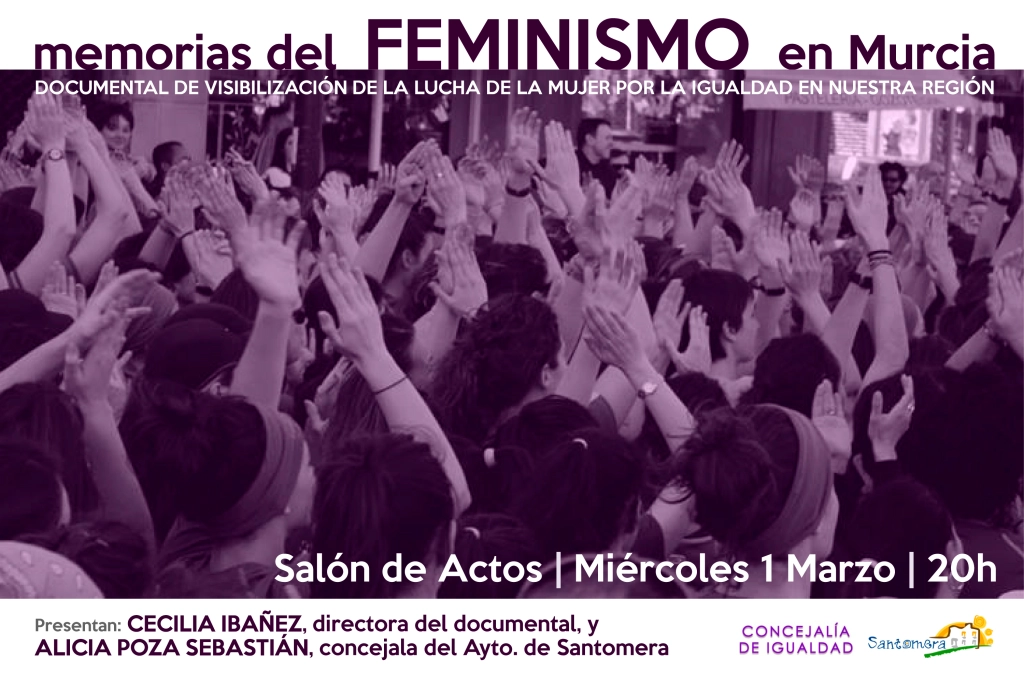 memorias del FEMINISMO en Murcia
DOCUMENTAL DE VISIBILIZACIÓN DE LA LUCHA DE LA MUJER POR LA IGUALDAD EN NUESTRA REGIÓN
PASTELERIA
Salón de Actos | Miércoles 1 Marzo | 20h
Presentan: CECILIA IBAÑEZ, directora del documental, y
ALICIA POZA SEBASTIÁN, concejala del Ayto. de Santomera
CONCEJALÍA
DE IGUALDAD
Santomera